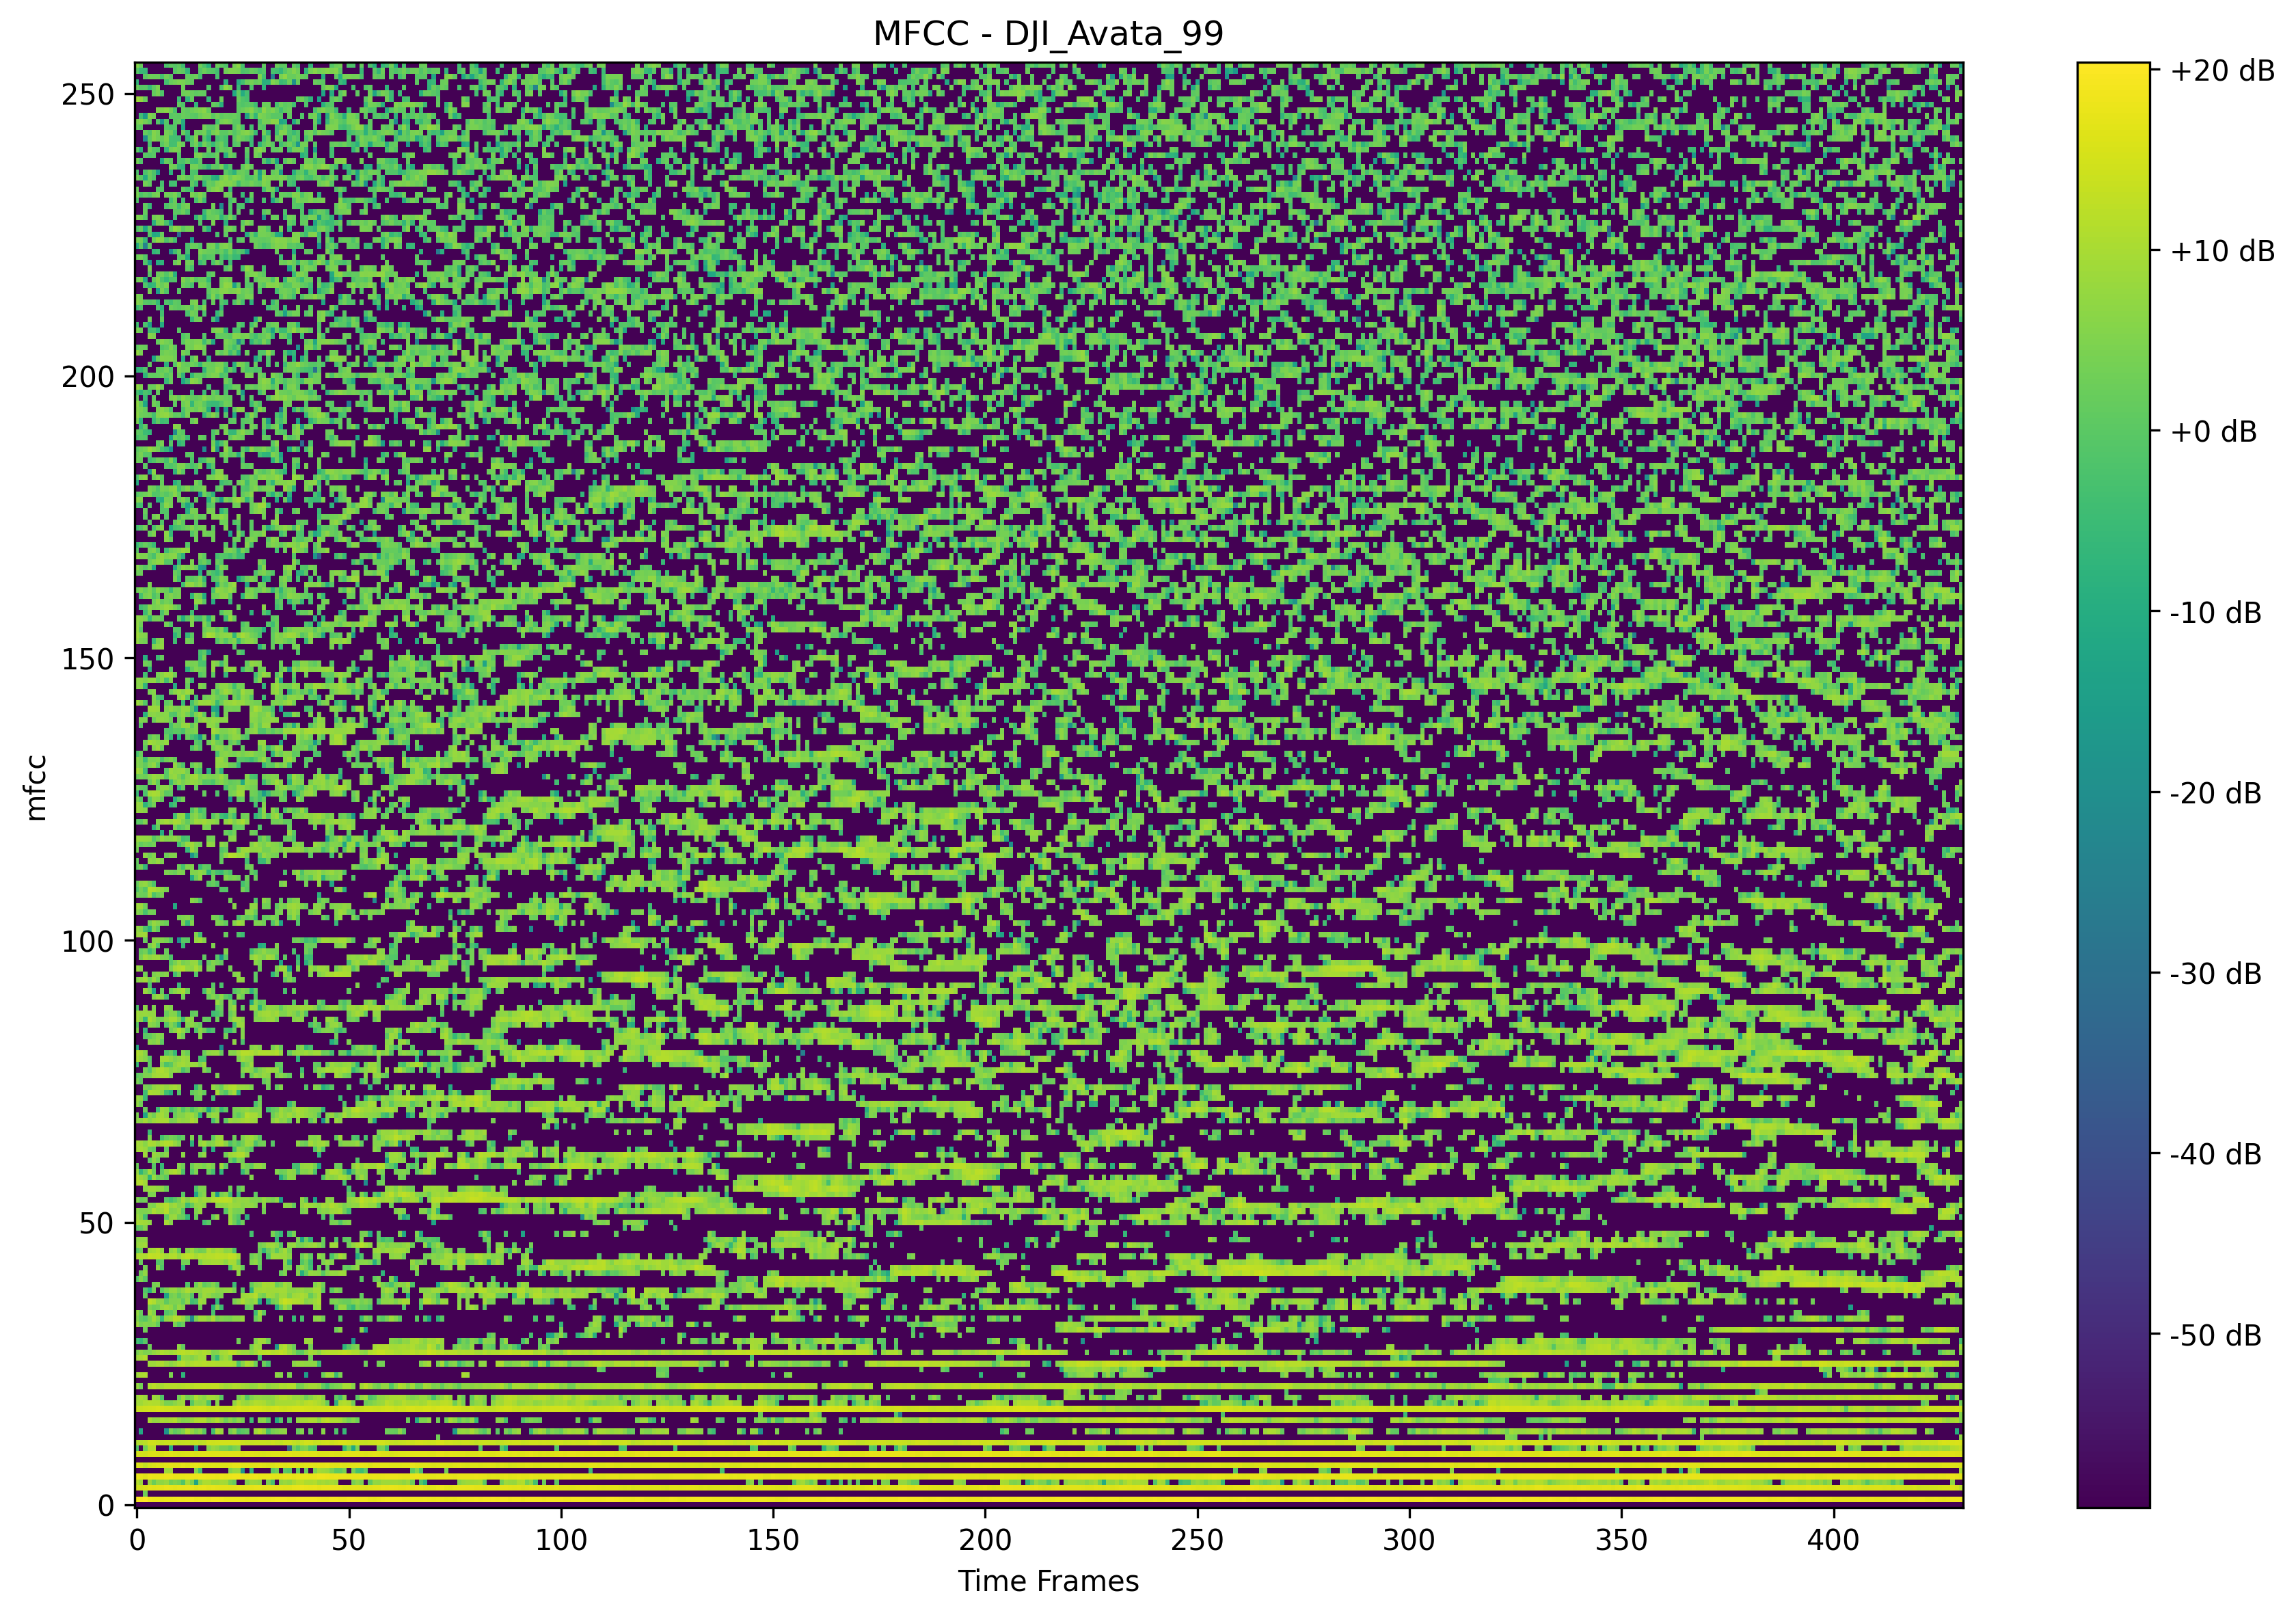 MFCC - DJI_Avata_99
mfcc
250
200
150
100
50
0
0 50 100 150 200 250 300 350 400
Time Frames
+20 dB
+10 dB
+0 dB
-10 dB
-20 dB
-30 dB
-40 dB
-50 dB